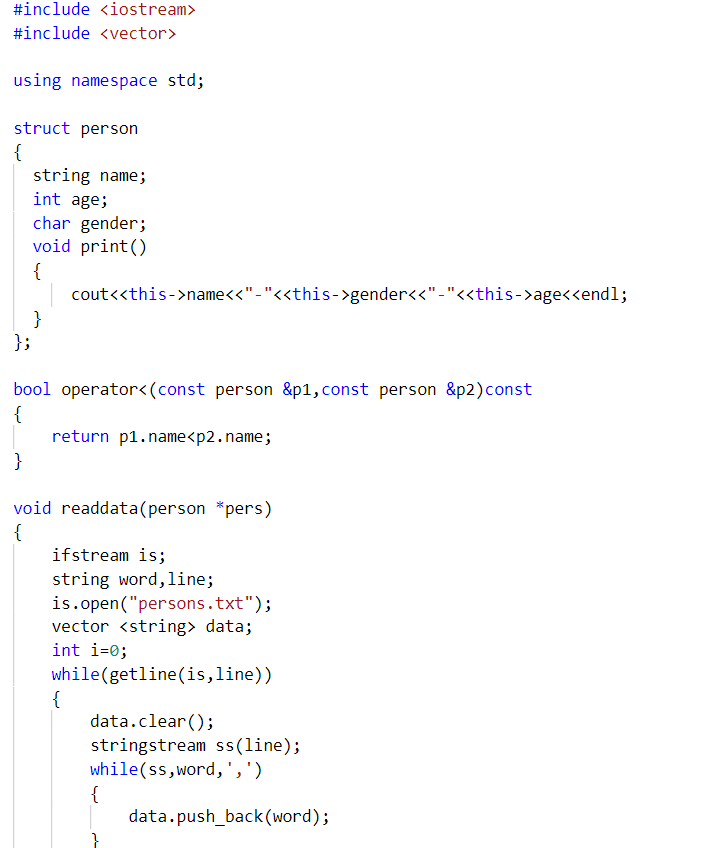 #include <iostream>
#include <vector>
using namespace std;
struct person
{
string name;
int age;
char gender;
void print()
{
cout<<this->name<<"-"<<this->gender<<"-"<<this->age<<endl;
}
};
bool operator<(const person &p1,const person &p2)const
{
return p1.name<p2.name;
}
void readdata(person *pers)
{
ifstream is;
string word,line;
is.open("persons.txt");
vector <string> data;
int i=0;
while(getline(is,line))
{
data.clear();
stringstream ss(line);
while(ss,word,',')
{
data.push_back(word);
}